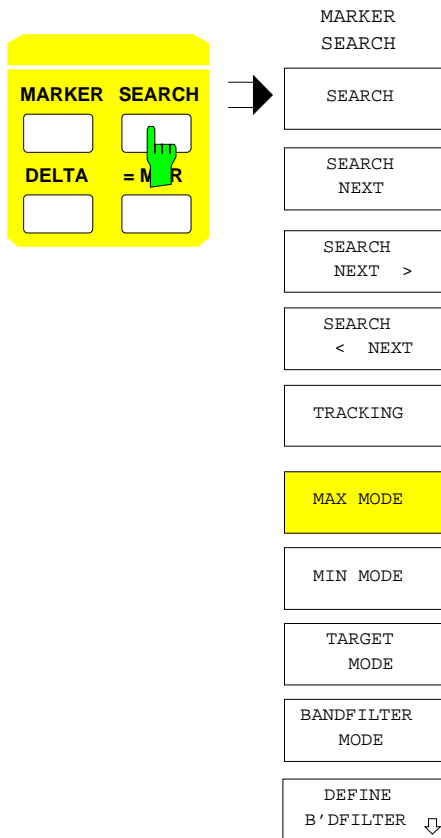 MARKER SEARCH
DELTA = M R
MARKER
SEARCH
SEARCH
SEARCH
NEXT
SEARCH
NEXT >
SEARCH
< NEXT
TRACKING
MAX MODE
MIN MODE
TARGET
MODE
BANDFILTER
MODE
DEFINE
B'DFILTER